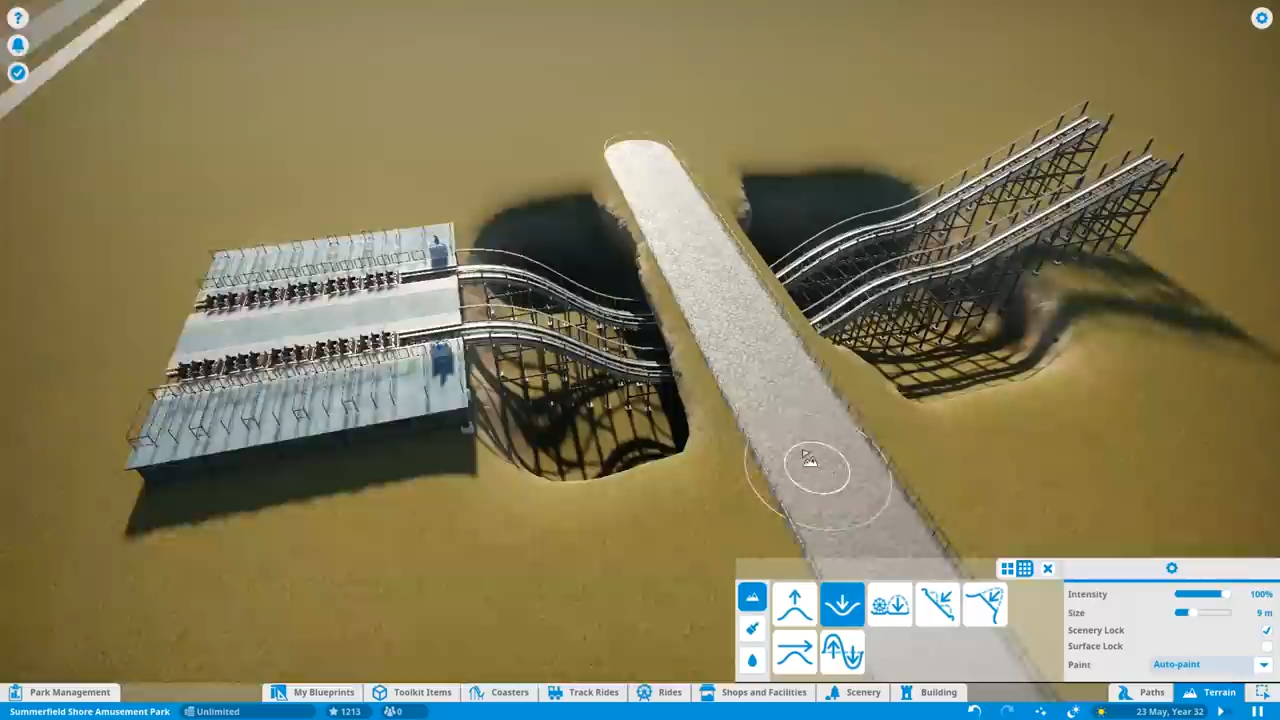 ?
Intensity 100%
Size 9 m
Scenery Lock
Surface Lock
Paint Auto-paint
Park Management My Blueprints Toolkit Items Coasters Track Rides Rides Shops and Facilities Scenery Building Paths Terrain
Summerfield Shore Amusement Park Unlimited 1213 0 23 May, Year 32